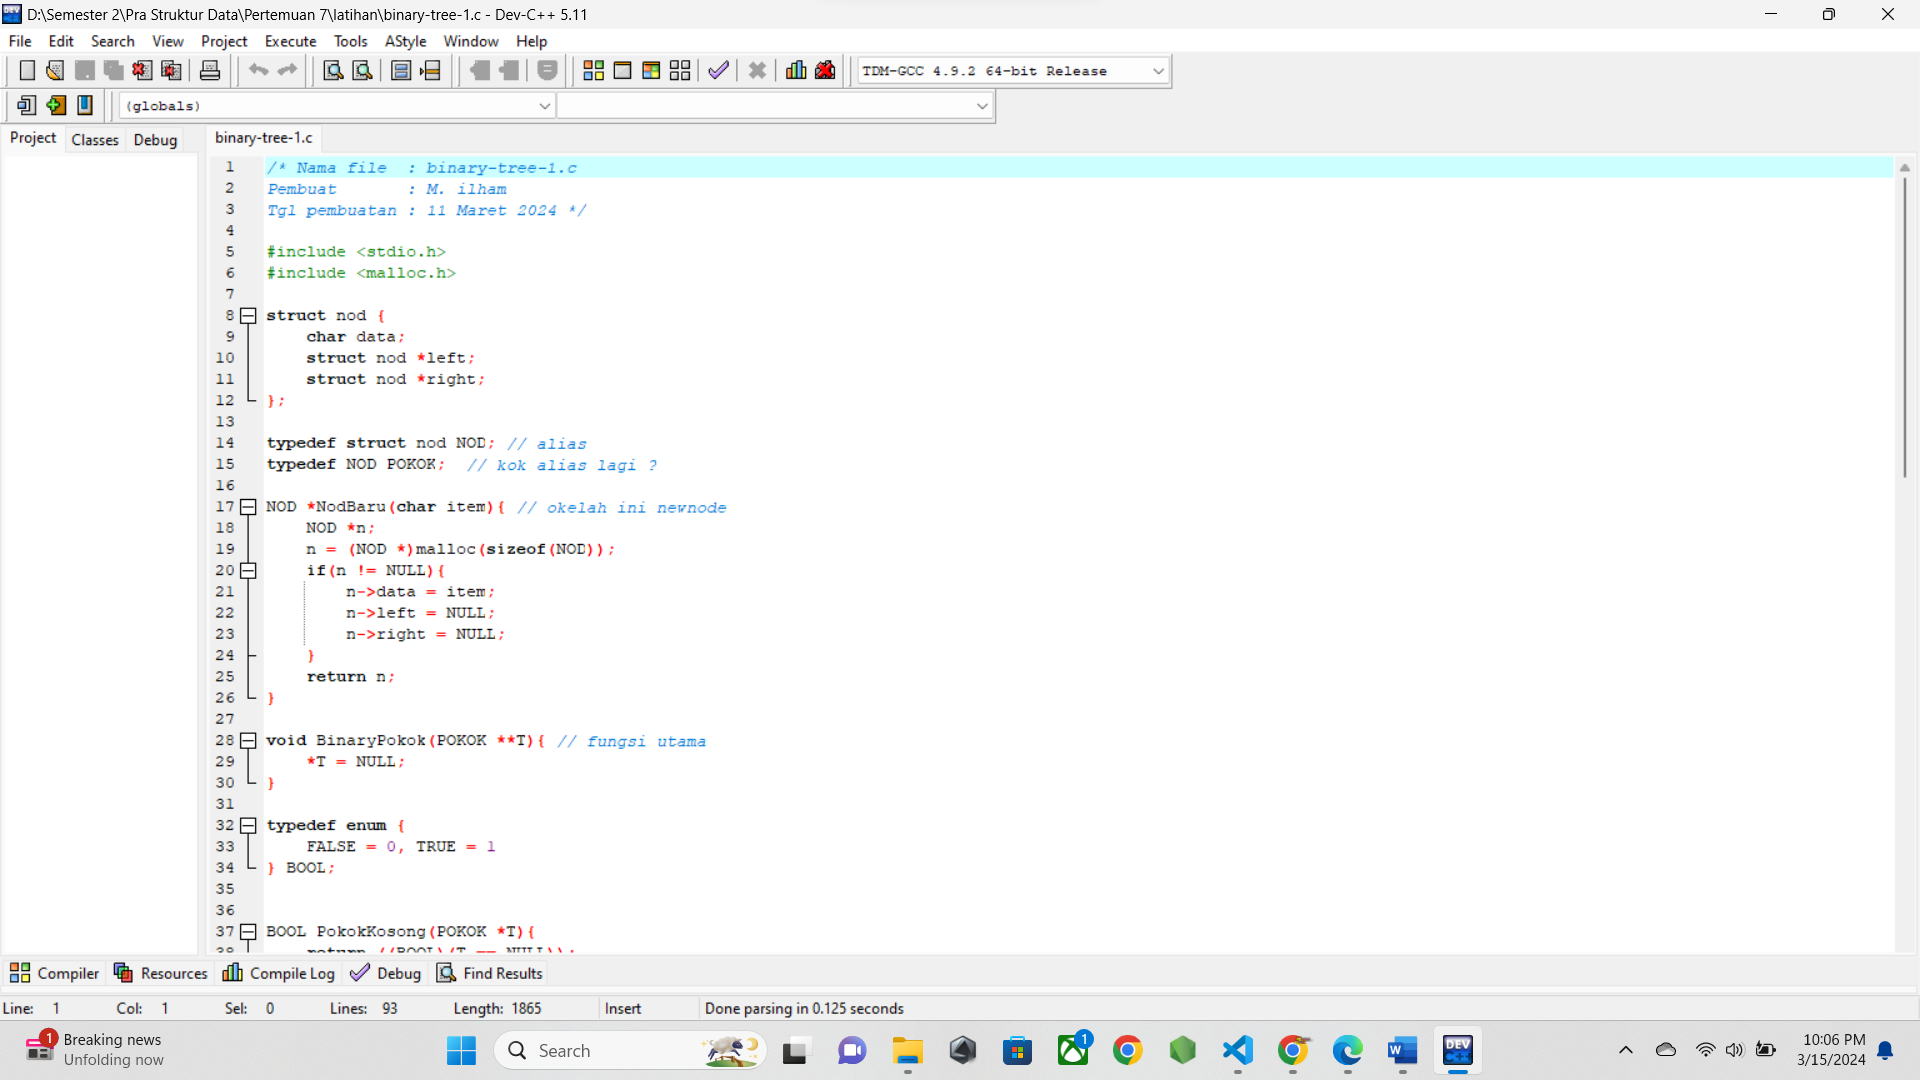 D:\Semester 2\Pra Struktur Data\Pertemuan 7\latihan\binary-tree-1.c - Dev-C++ 5.11
File Edit Search View Project Execute Tools AStyle Window Help
TDM-GCC 4.9.2 64-bit Release
(globals)
Project Classes Debug binary-tree-1.c
1 /* Nama file : binary-tree-1.c
2 Pembuat : M. ilham
3 Tgl pembuatan : 11 Maret 2024 */
4
5 #include <stdio.h>
6 #include <malloc.h>
7
8 struct nod {
9 char data;
10 struct nod *left;
11 struct nod *right;
12 };
13
14 typedef struct nod NOD; // alias
15 typedef NOD POKOK; // kok alias lagi ?
16
17 NOD *NodBaru(char item){ // okelah ini newnode
18 NOD *n;
19 n = (NOD *)malloc(sizeof(NOD));
20 if(n != NULL){
21 n->data = item;
22 n->left = NULL;
23 n->right = NULL;
24 }
25 return n;
26 }
27
28 void BinaryPokok(POKOK **T){ // fungsi utama
29 *T = NULL;
30 }
31
32 typedef enum {
33 FALSE = 0, TRUE = 1
34 } BOOL;
35
36
37 BOOL PokokKosong(POKOK *T){
38 return ((BOOL)(T == NULL));
Compiler Resources Compile Log Debug Find Results
Line: 1 Col: 1 Sel: 0 Lines: 93 Length: 1865 Insert Done parsing in 0.125 seconds
1 Breaking news
Unfolding now
Search
1
W
DEV C++
10:06 PM
3/15/2024